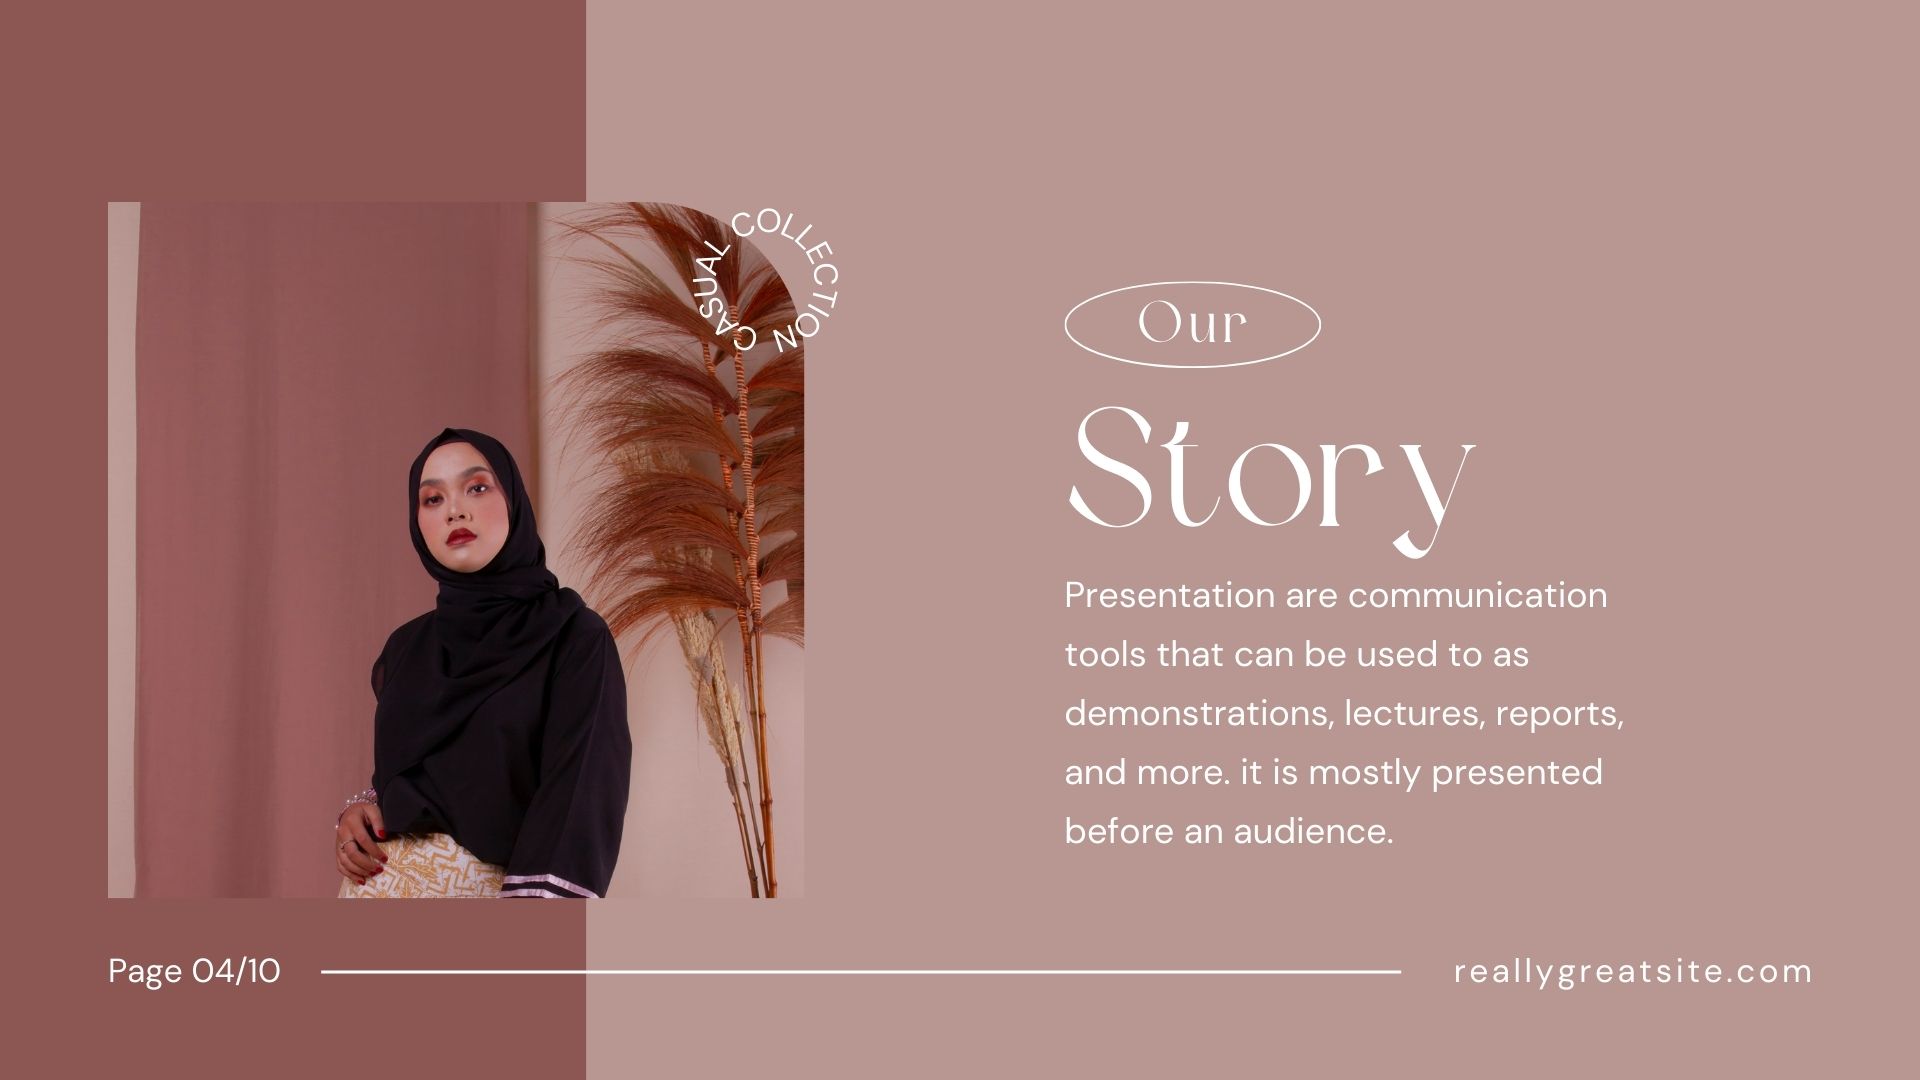 CASUAL COLLECTION
Our
Story
Presentation are communication
tools that can be used to as
demonstrations, lectures, reports,
and more. it is mostly presented
before an audience.
Page 04/10
reallygreatsite.com